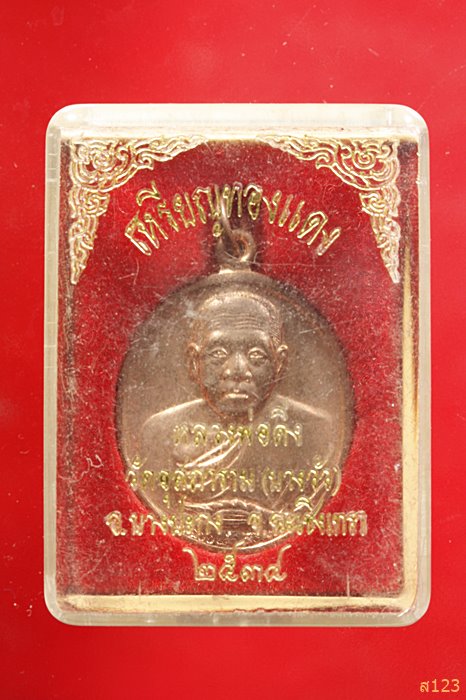 เหรียญทองแดง
หลวงพ่อดิ่ง
วัดอุสภาราม (บางวัว)
อ.บางปะกง จ.ฉะเชิงเทรา
๒๕๓๔
ส123